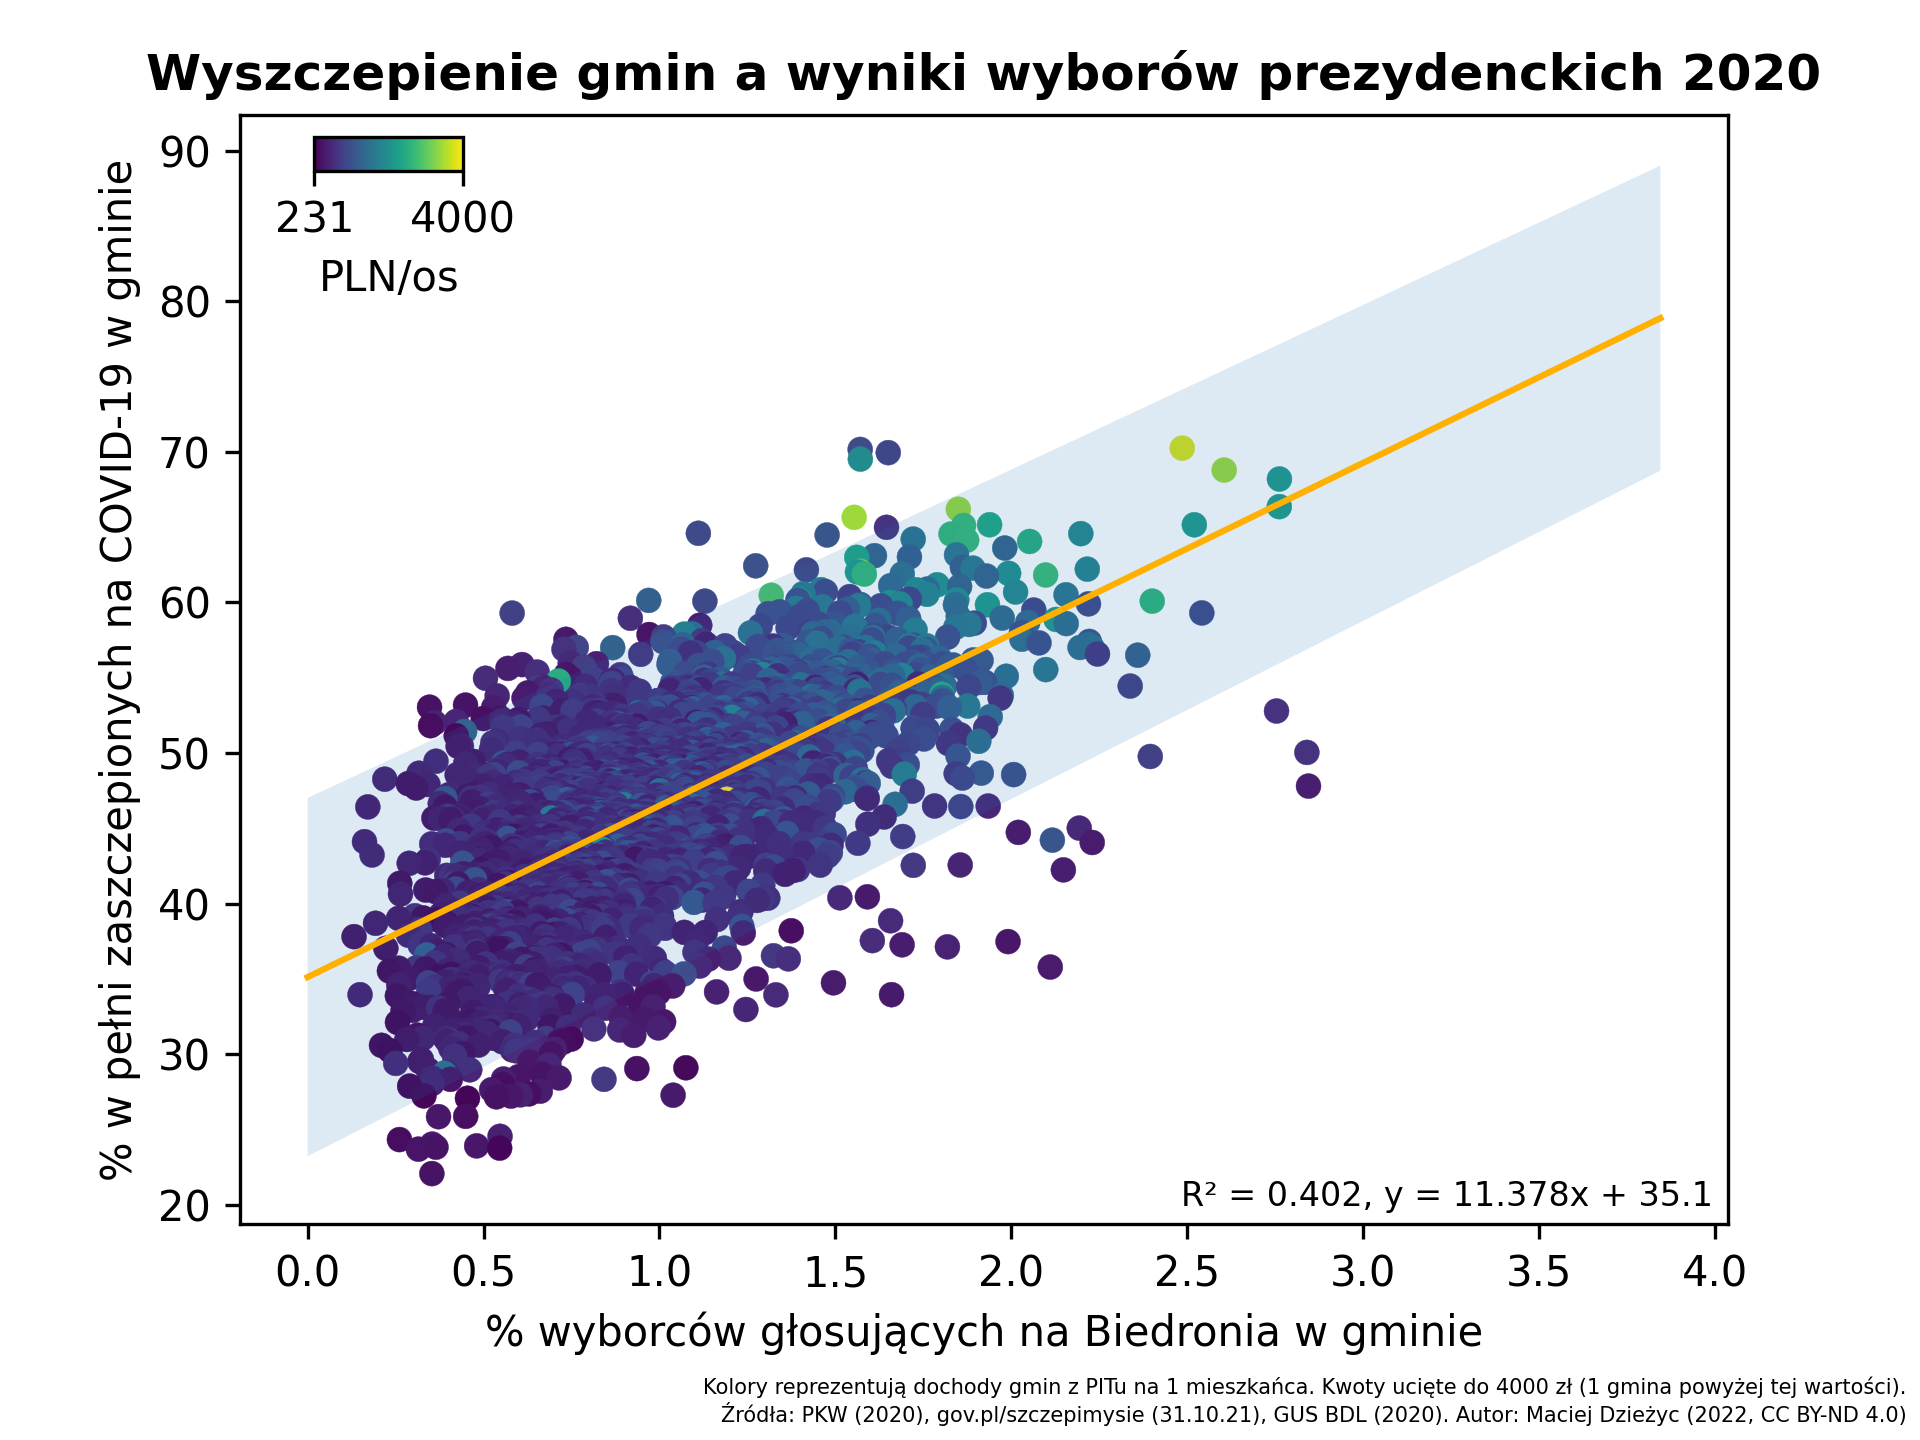 Wyszczepienie gmin a wyniki wyborów prezydenckich 2020
% w pełni zaszczepionych na COVID-19 w gminie
90
80
70
60
50
40
30
20
231 4000
PLN/os
R² = 0.402, y = 11.378x + 35.1
0.0 0.5 1.0 1.5 2.0 2.5 3.0 3.5 4.0
% wyborców głosujących na Biedronia w gminie
Kolory reprezentują dochody gmin z PITu na 1 mieszkańca. Kwoty ucięte do 4000 zł (1 gmina powyżej tej wartości).
Źródła: PKW (2020), gov.pl/szczepimysie (31.10.21), GUS BDL (2020). Autor: Maciej Dzieżyc (2022, CC BY-ND 4.0)